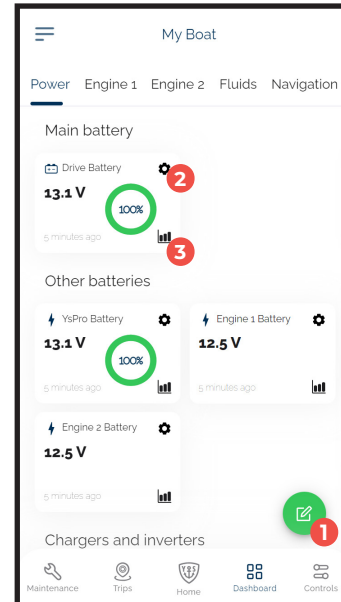 My Boat
Power Engine 1 Engine 2 Fluids Navigation
Main battery
Drive Battery
2
13.1 V
100%
5 minutes ago
3
Other batteries
YsPro Battery
Engine 1 Battery
13.1 V
12.5 V
100%
5 minutes ago
5 minutes ago
Engine 2 Battery
12.5 V
5 minutes ago
1
Chargers and inverters
Y S
Maintenance Trips Home Dashboard Controls